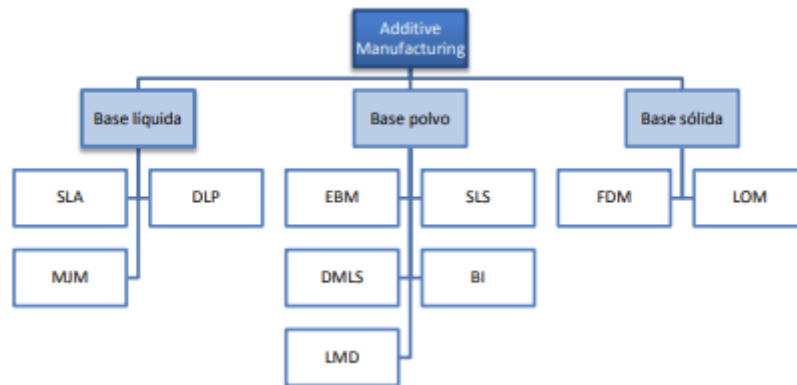 Additive
Manufacturing
Base líquida
Base polvo
Base sólida
SLA
DLP
EBM
SLS
FDM
LOM
MJM
DMLS
BI
LMD